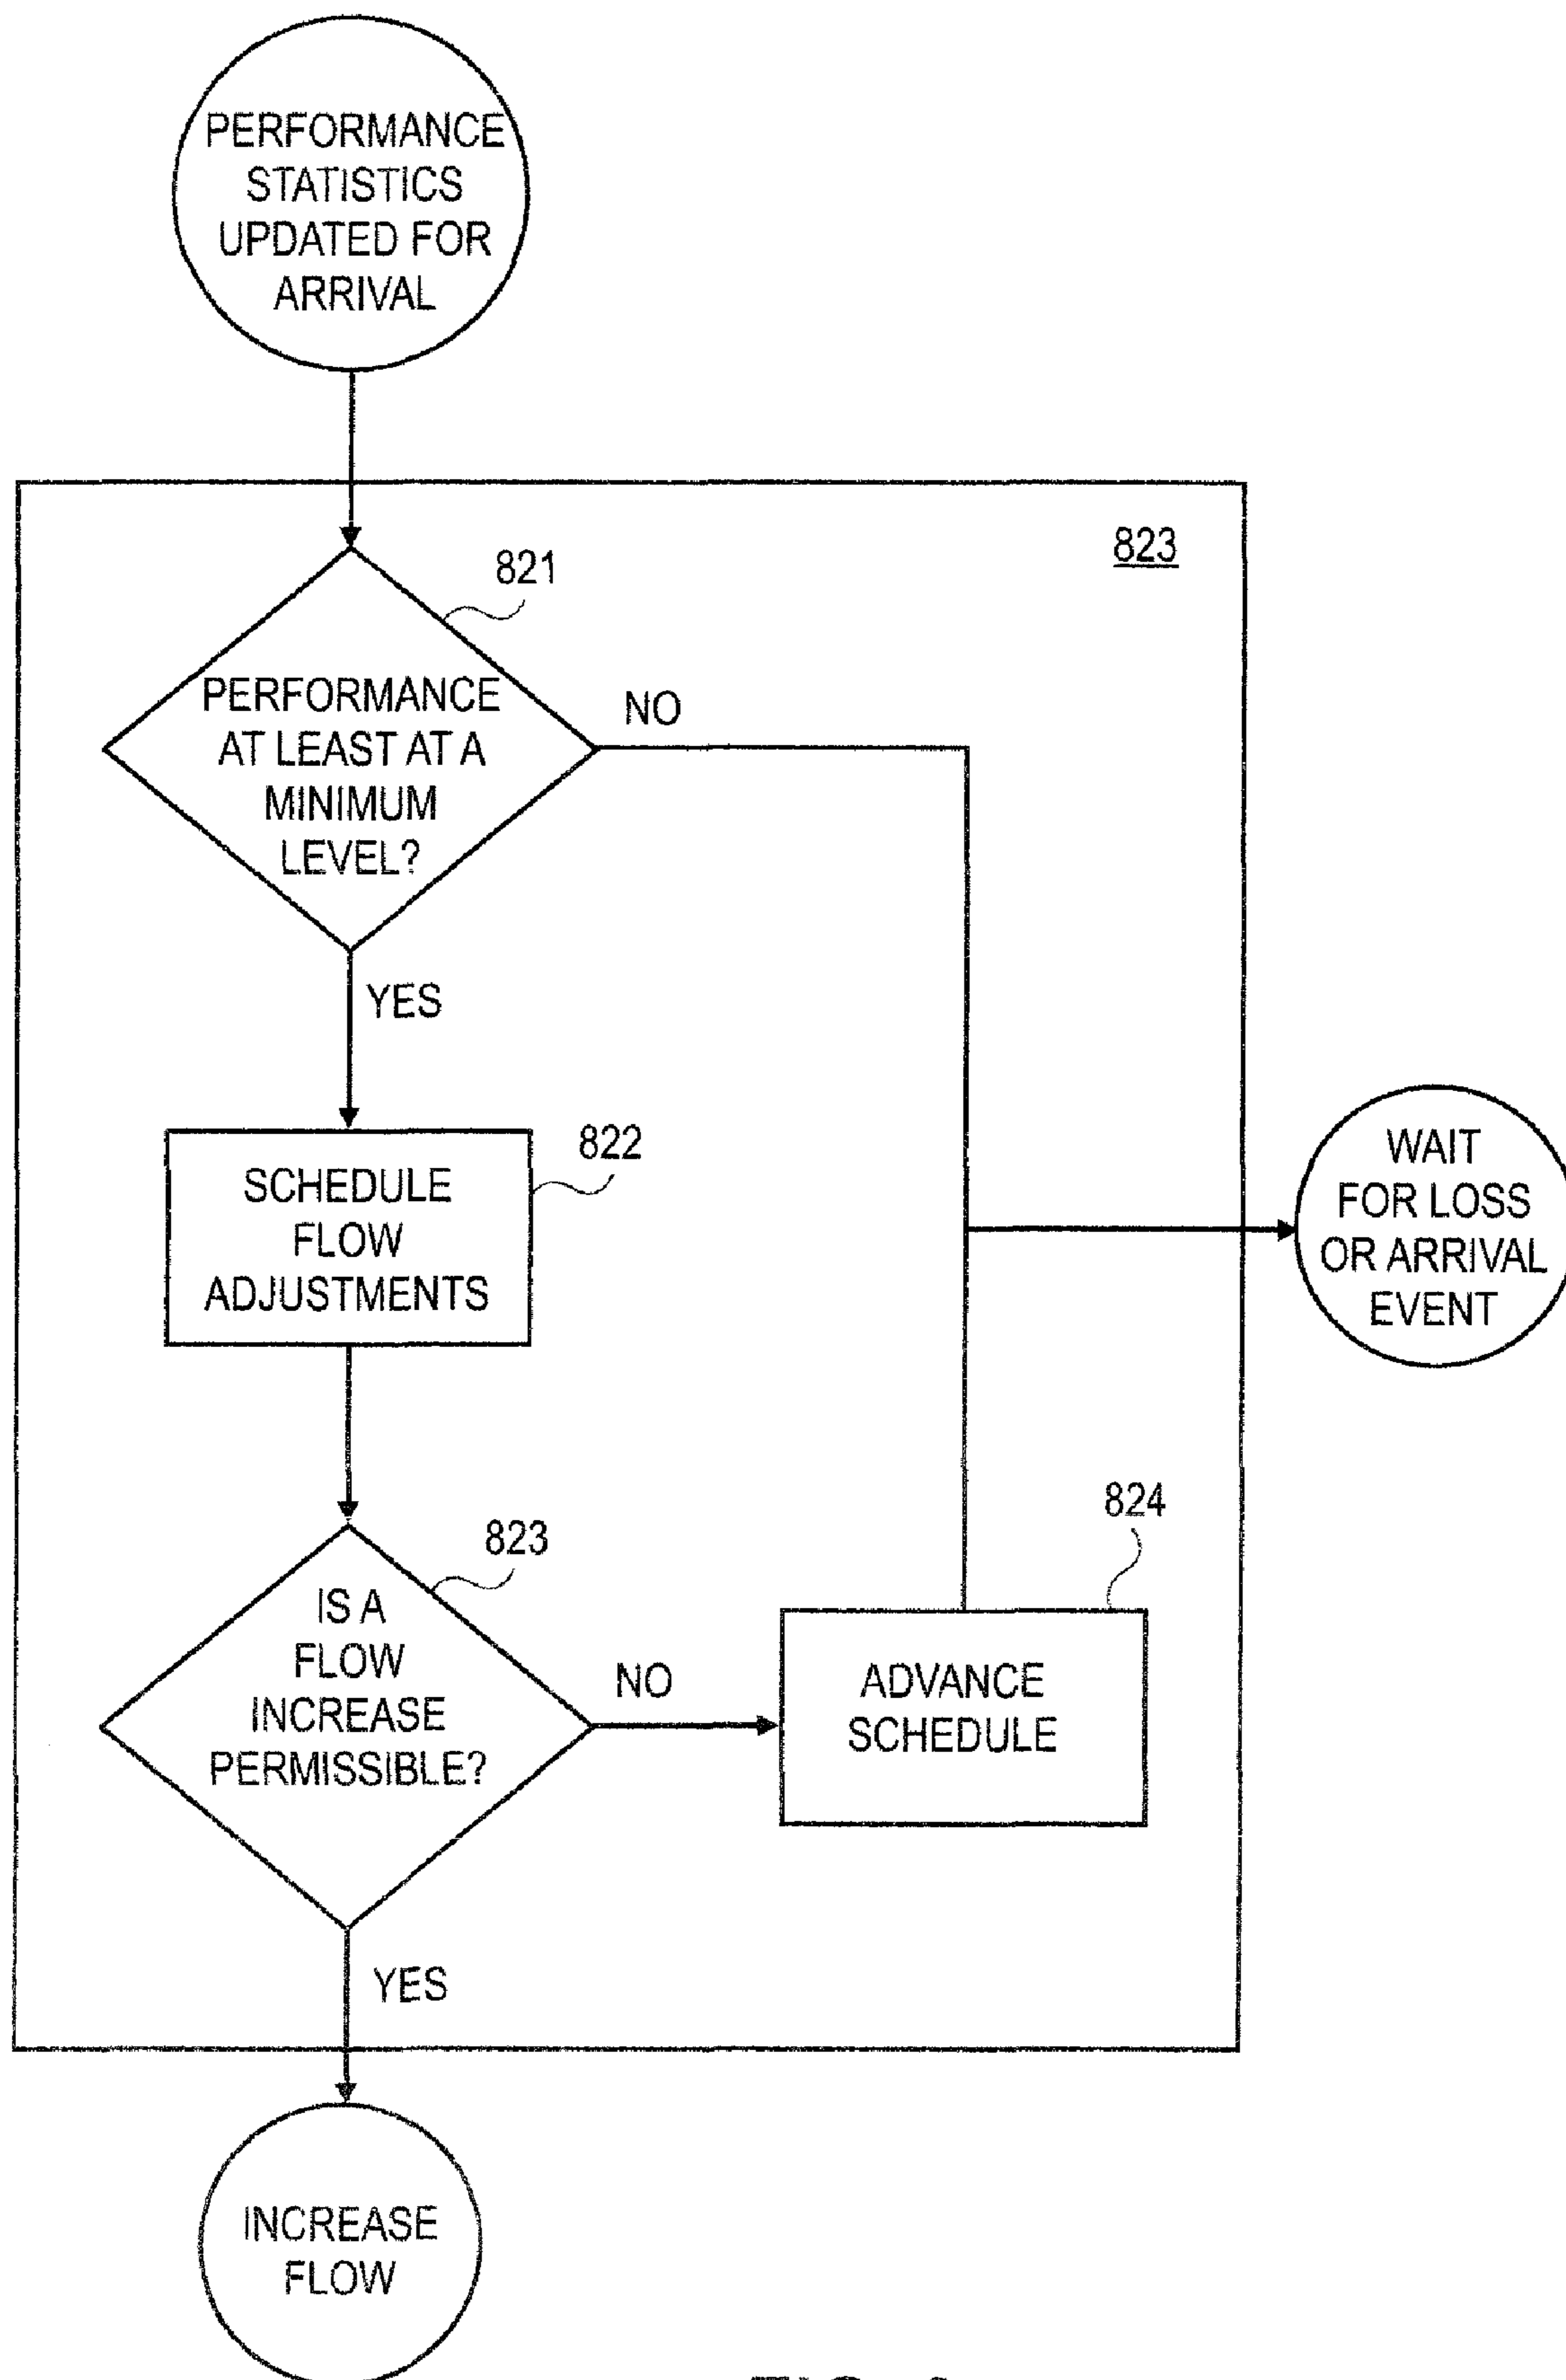 PERFORMANCE
STATISTICS
UPDATED FOR
ARRIVAL
823
821
PERFORMANCE
AT LEAST AT A
MINIMUM
LEVEL?
NO
YES
822
SCHEDULE
FLOW
ADJUSTMENTS
WAIT
FOR LOSS
OR ARRIVAL
EVENT
823
IS A
FLOW
INCREASE
PERMISSIBLE?
NO
824
ADVANCE
SCHEDULE
YES
INCREASE
FLOW